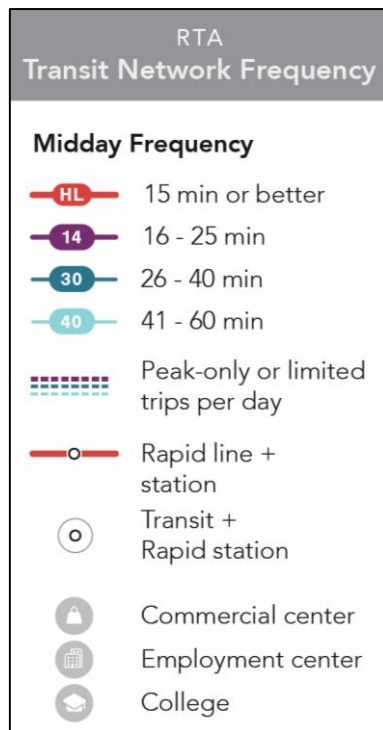 RTA
Transit Network Frequency
Midday Frequency
HL 15 min or better
14 16 - 25 min
30 26 - 40 min
40 41 - 60 min
Peak-only or limited
trips per day
Rapid line +
station
Transit +
Rapid station
Commercial center
Employment center
College